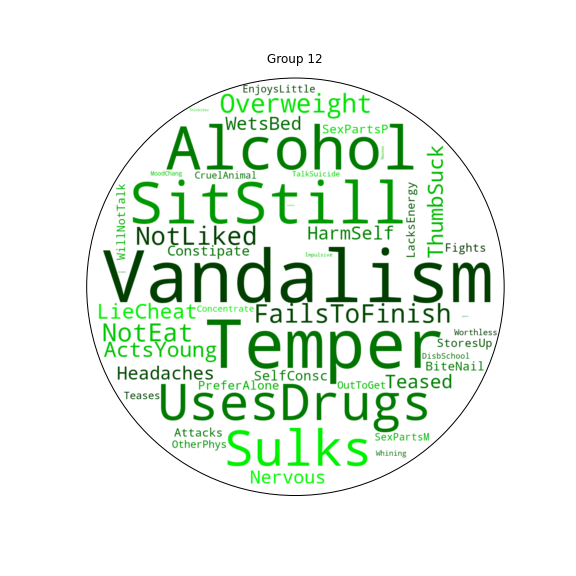 Group 12
EnjoysLittle
Overweight
WetsBed
SexPartsP
Alcohol
MoodChang
CruelAnimal
TalkSuicide
ThumbSuck
SitStill
WillNotTalk
LacksEnergy
HarmSelf
NotLiked
Fights
Constipate
Impulsive
Vandalism
LieCheat
Concentrate
FailsToFinish
NotEat
Temper
Worthless
StoresUp
ActsYoung
DisbSchool
BiteNail
Headaches
SelfConsc
PreferAlone
OutToGet
Teased
Teases
UsesDrugs
Attacks
OtherPhys
Sulks
SexPartsM
Whining
Nervous